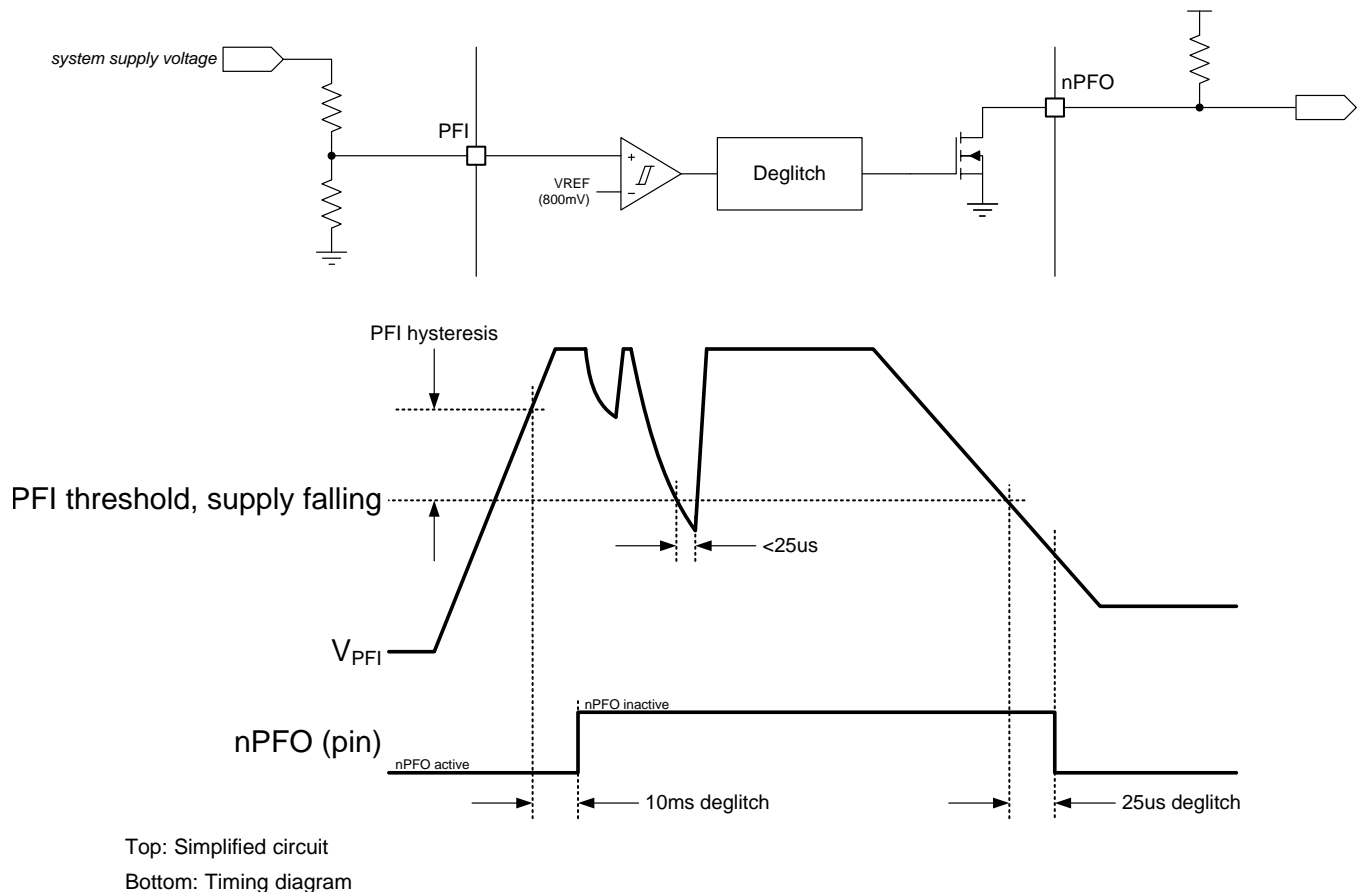 system supply voltage
PFI
nPFO
+
VREF
(800mV)
−
Deglitch
PFI hysteresis
PFI threshold, supply falling
<25us
VPFI
nPFO inactive
nPFO (pin)
nPFO active
10ms deglitch
25us deglitch
Top: Simplified circuit
Bottom: Timing diagram